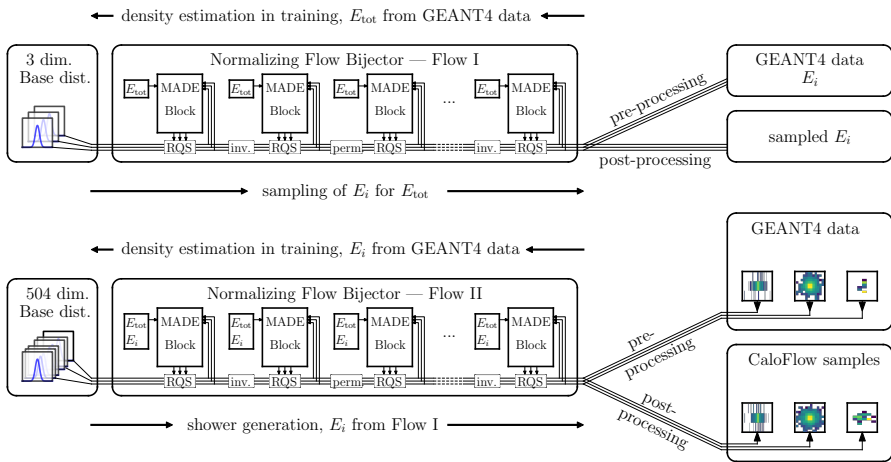 density estimation in training, E_tot from GEANT4 data
3 dim.
Base dist.
Normalizing Flow Bijector — Flow I
E_tot
MADE
Block
E_tot
MADE
Block
E_tot
MADE
Block
...
E_tot
MADE
Block
RQS
inv.
RQS
perm
RQS
inv.
RQS
pre-processing
post-processing
GEANT4 data
E_i
sampled E_i
sampling of E_i for E_tot
density estimation in training, E_i from GEANT4 data
504 dim.
Base dist.
Normalizing Flow Bijector — Flow II
E_tot
E_i
MADE
Block
E_tot
E_i
MADE
Block
E_tot
E_i
MADE
Block
...
E_tot
E_i
MADE
Block
RQS
inv.
RQS
perm
RQS
inv.
RQS
pre-
processing
post-
processing
GEANT4 data
CaloFlow samples
shower generation, E_i from Flow I